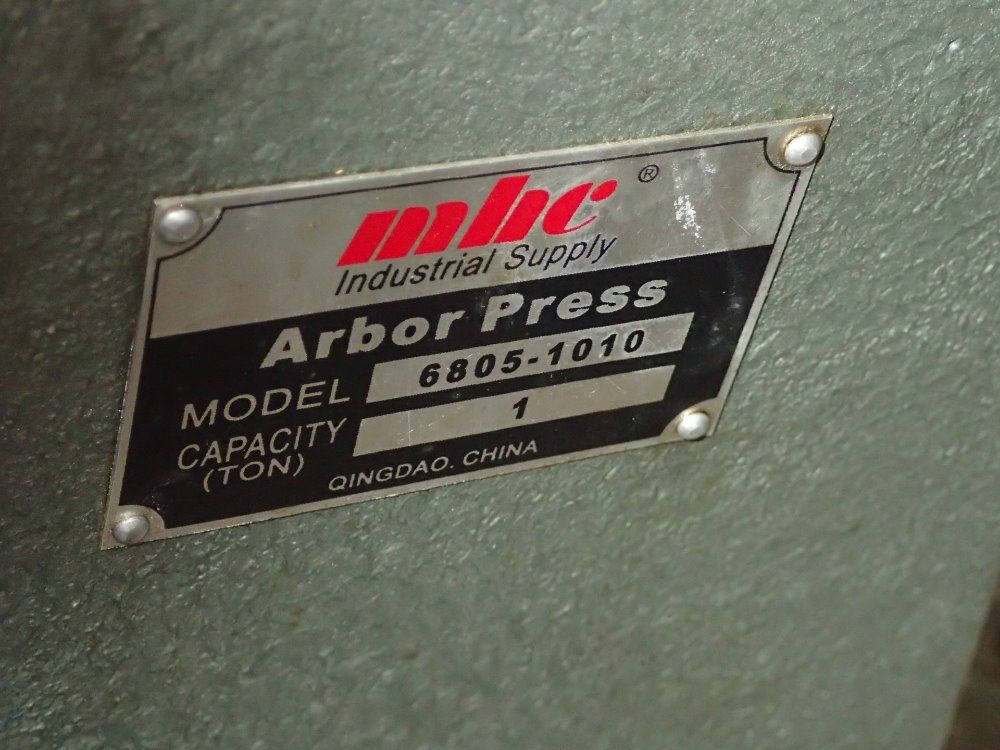 mhc ®
Industrial Supply
Arbor Press
MODEL 6805-1010
CAPACITY (TON) 1
QINGDAO. CHINA